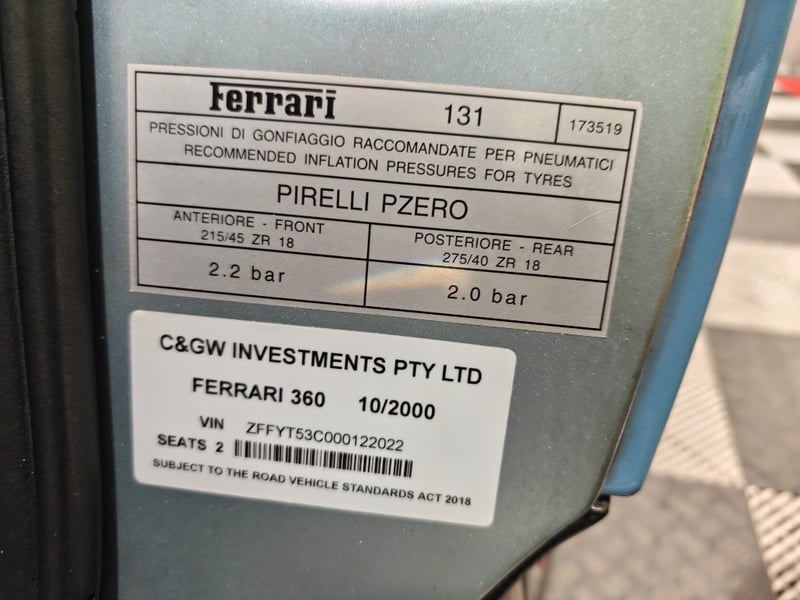 Ferrari 131 173519
PRESSIONI DI GONFIAGGIO RACCOMANDATE PER PNEUMATICI
RECOMMENDED INFLATION PRESSURES FOR TYRES
PIRELLI PZERO
ANTERIORE - FRONT
215/45 ZR 18
POSTERIORE - REAR
275/40 ZR 18
2.2 bar
2.0 bar
C&GW INVESTMENTS PTY LTD
FERRARI 360 10/2000
VIN ZFFYT53C000122022
SEATS 2
SUBJECT TO THE ROAD VEHICLE STANDARDS ACT 2018